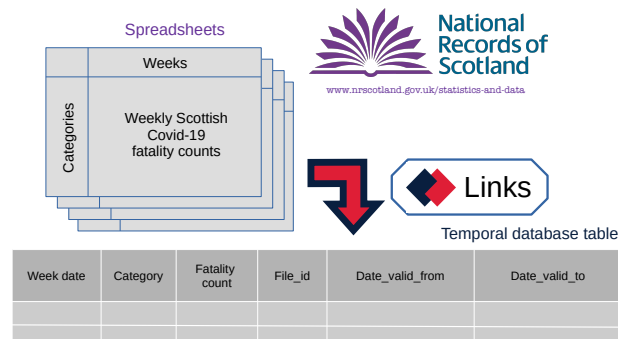 Spreadsheets
Weeks
Categories
Weekly Scottish
Covid-19
fatality counts
National
Records of
Scotland
www.nrscotland.gov.uk/statistics-and-data
Links
Temporal database table
Week date
Category
Fatality
count
File_id
Date_valid_from
Date_valid_to